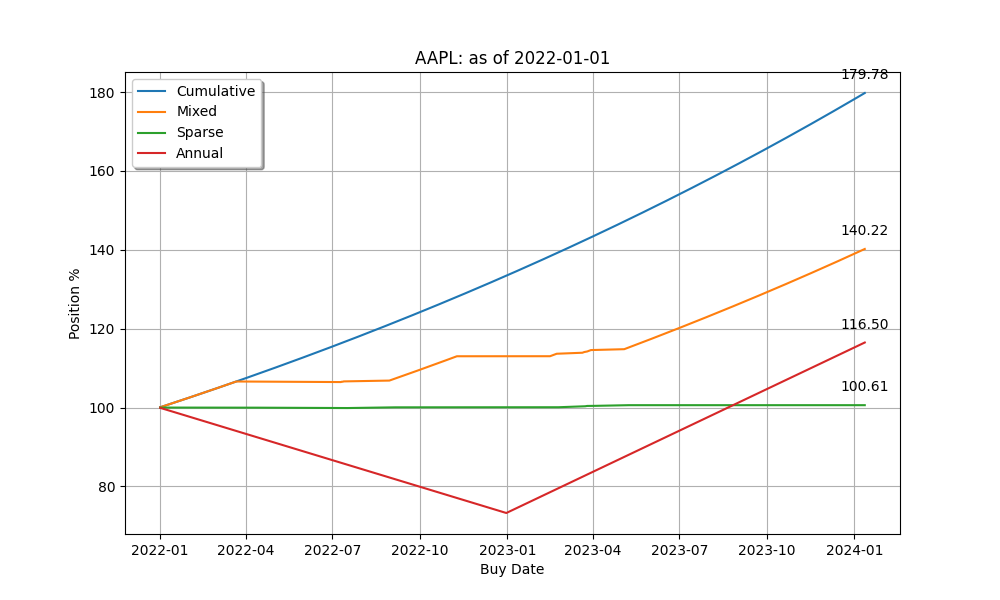 AAPL: as of 2022-01-01
179.78
180
Cumulative
Mixed
Sparse
Annual
160
140.22
140
120
116.50
100.61
100
80
Position %
2022-01 2022-04 2022-07 2022-10 2023-01 2023-04 2023-07 2023-10 2024-01
Buy Date